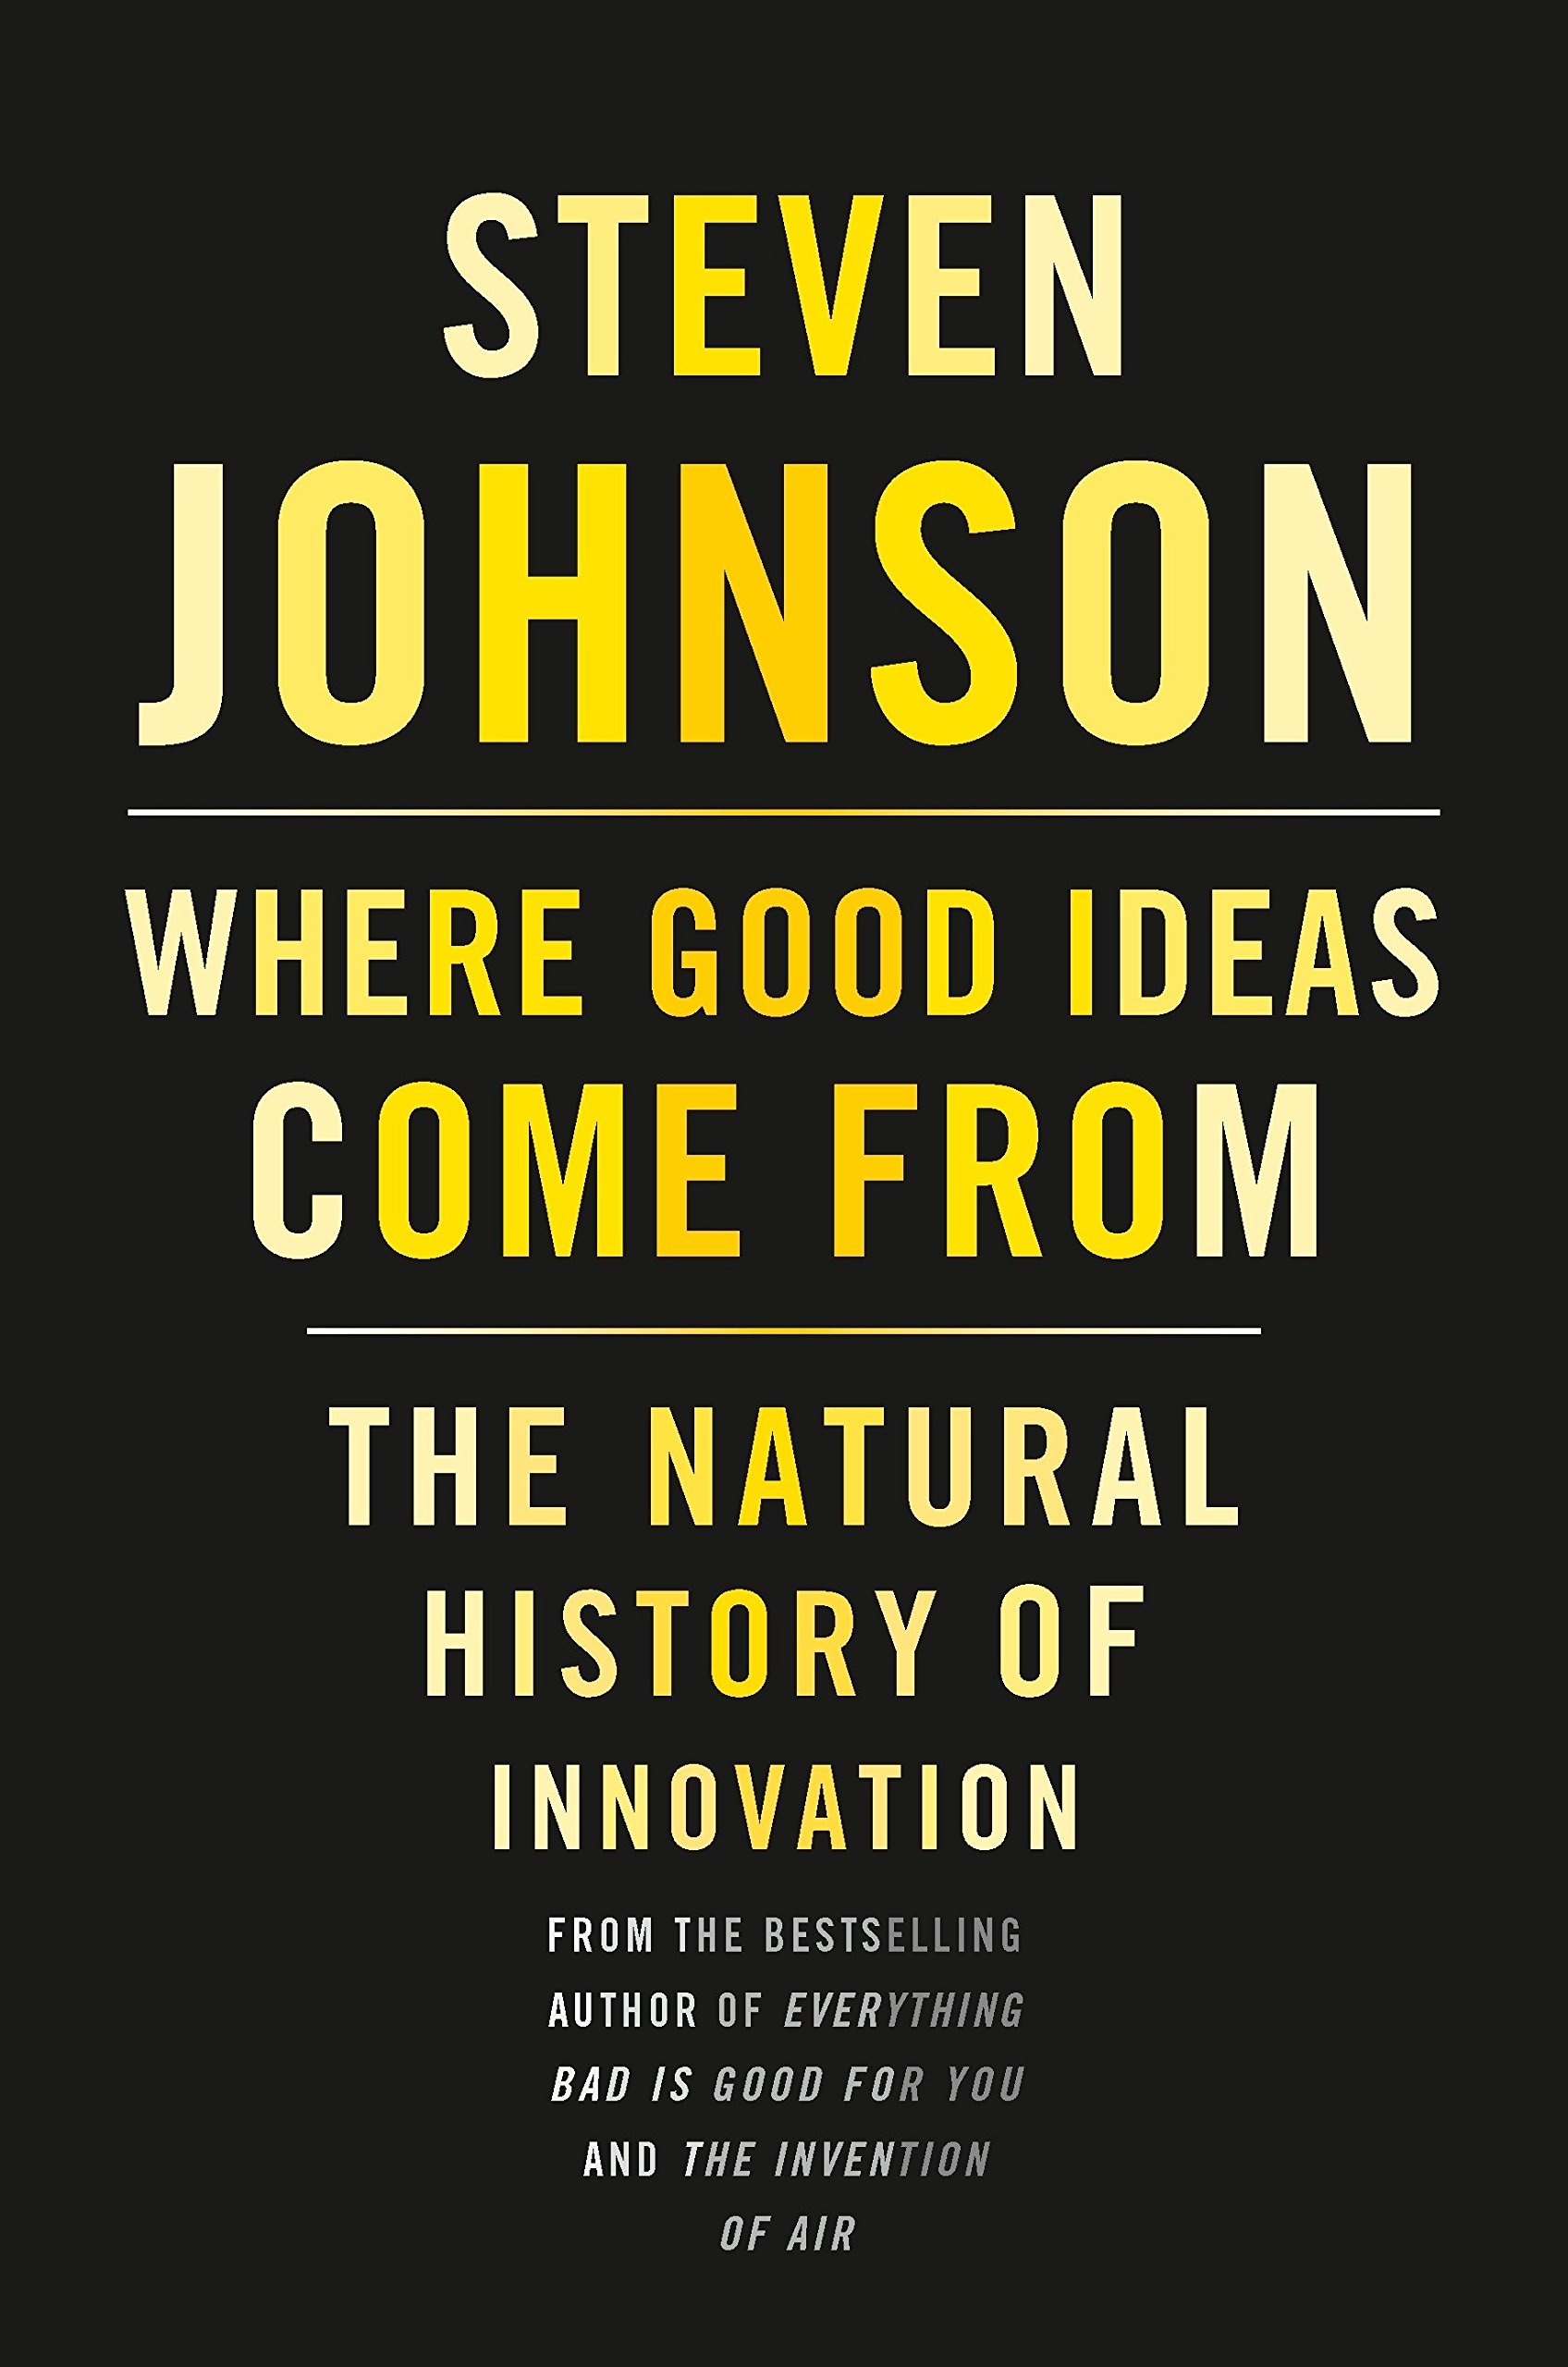 STEVEN
JOHNSON
WHERE GOOD IDEAS
COME FROM
THE NATURAL
HISTORY OF
INNOVATION
FROM THE BESTSELLING
AUTHOR OF EVERYTHING
BAD IS GOOD FOR YOU
AND THE INVENTION
OF AIR